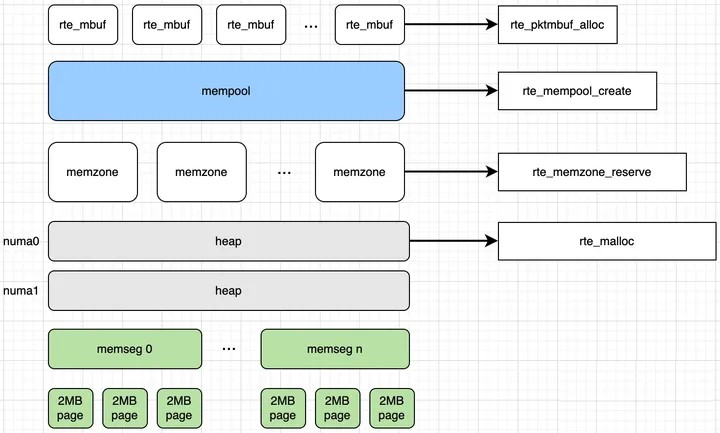 rte_mbuf rte_mbuf rte_mbuf ... rte_mbuf rte_pktmbuf_alloc
mempool rte_mempool_create
memzone memzone ... memzone rte_memzone_reserve
numa0 heap rte_malloc
numa1 heap
memseg 0 ... memseg n
2MB 2MB 2MB 2MB 2MB 2MB
page page page page page page